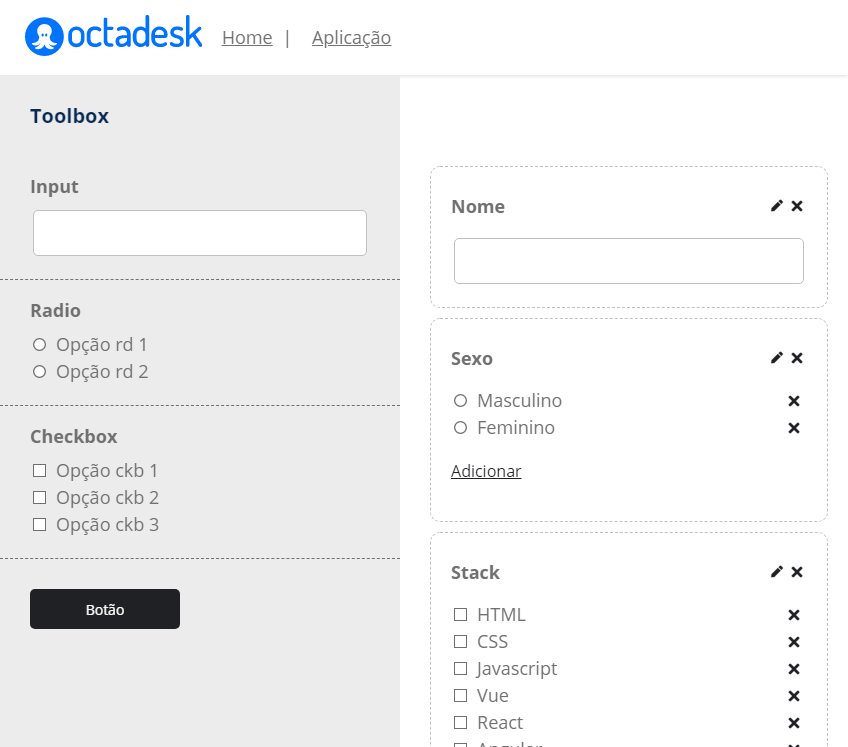 octadesk Home | Aplicação
Toolbox
Input
Radio
Opção rd 1
Opção rd 2
Checkbox
Opção ckb 1
Opção ckb 2
Opção ckb 3
Botão
Nome
Sexo
Masculino
Feminino
Adicionar
Stack
HTML
CSS
Javascript
Vue
React